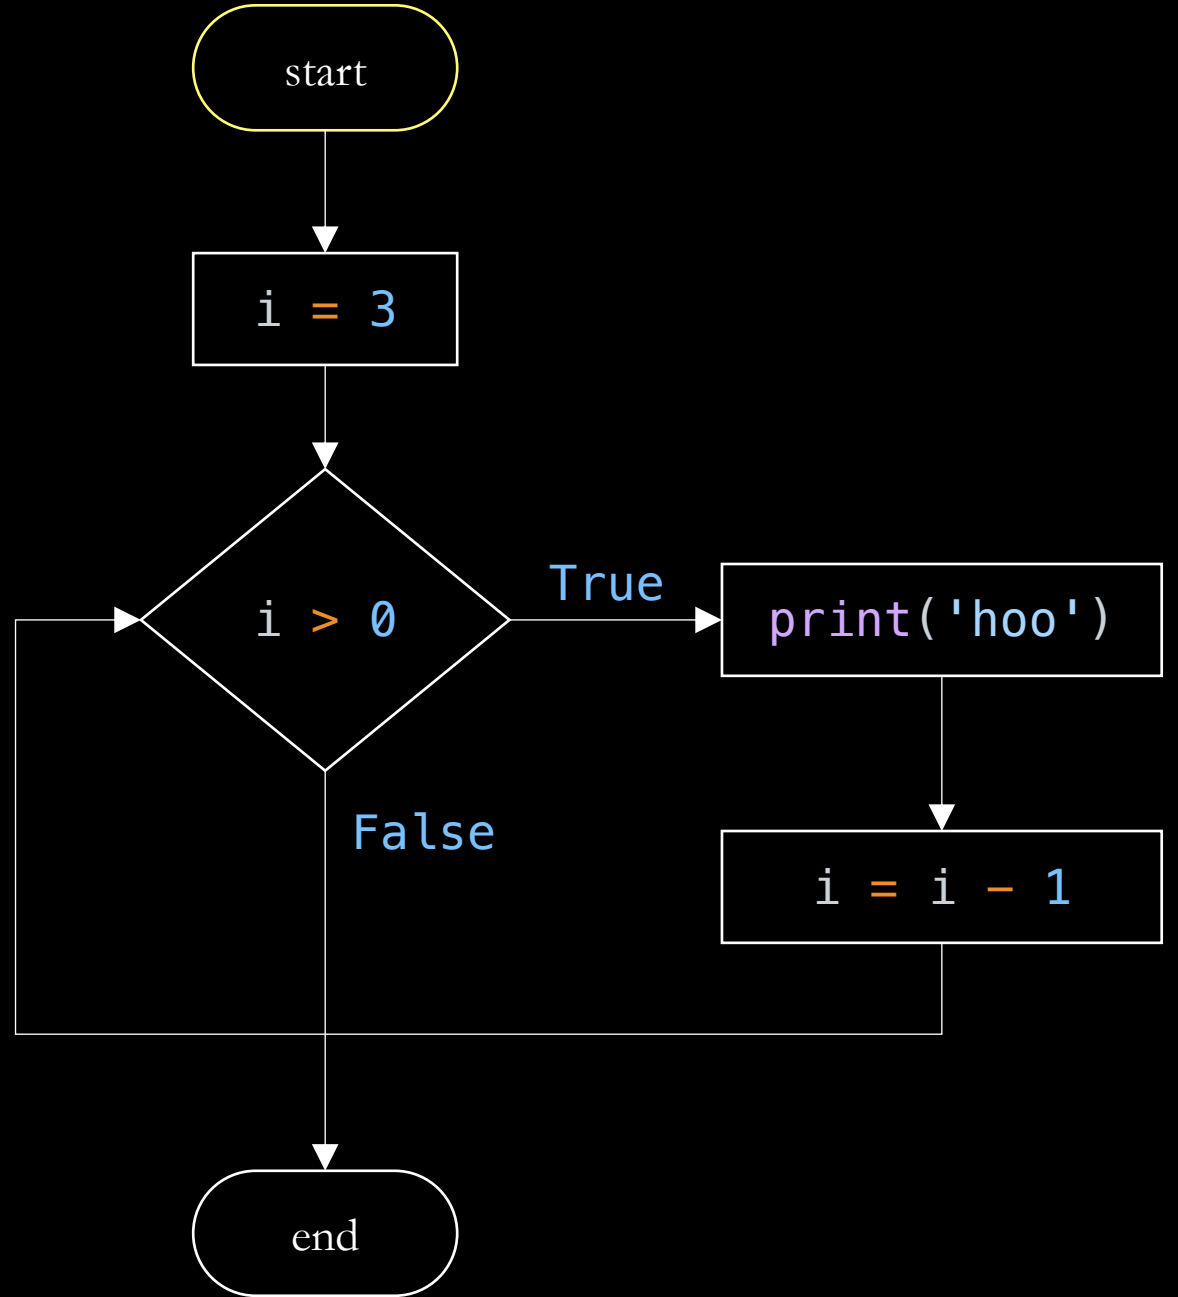 start
i = 3
i > 0
True
print('hoo')
False
i = i − 1
end